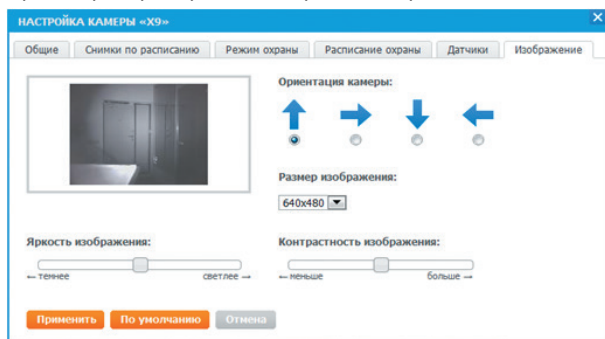 НАСТРОЙКА КАМЕРЫ «X9»
Общие
Снимки по расписанию
Режим охраны
Расписание охраны
Датчики
Изображение
Ориентация камеры:
Размер изображения:
640x480
Яркость изображения:
← темнее
светлее →
Контрастность изображения:
← меньше
больше →
Применить
По умолчанию
Отмена